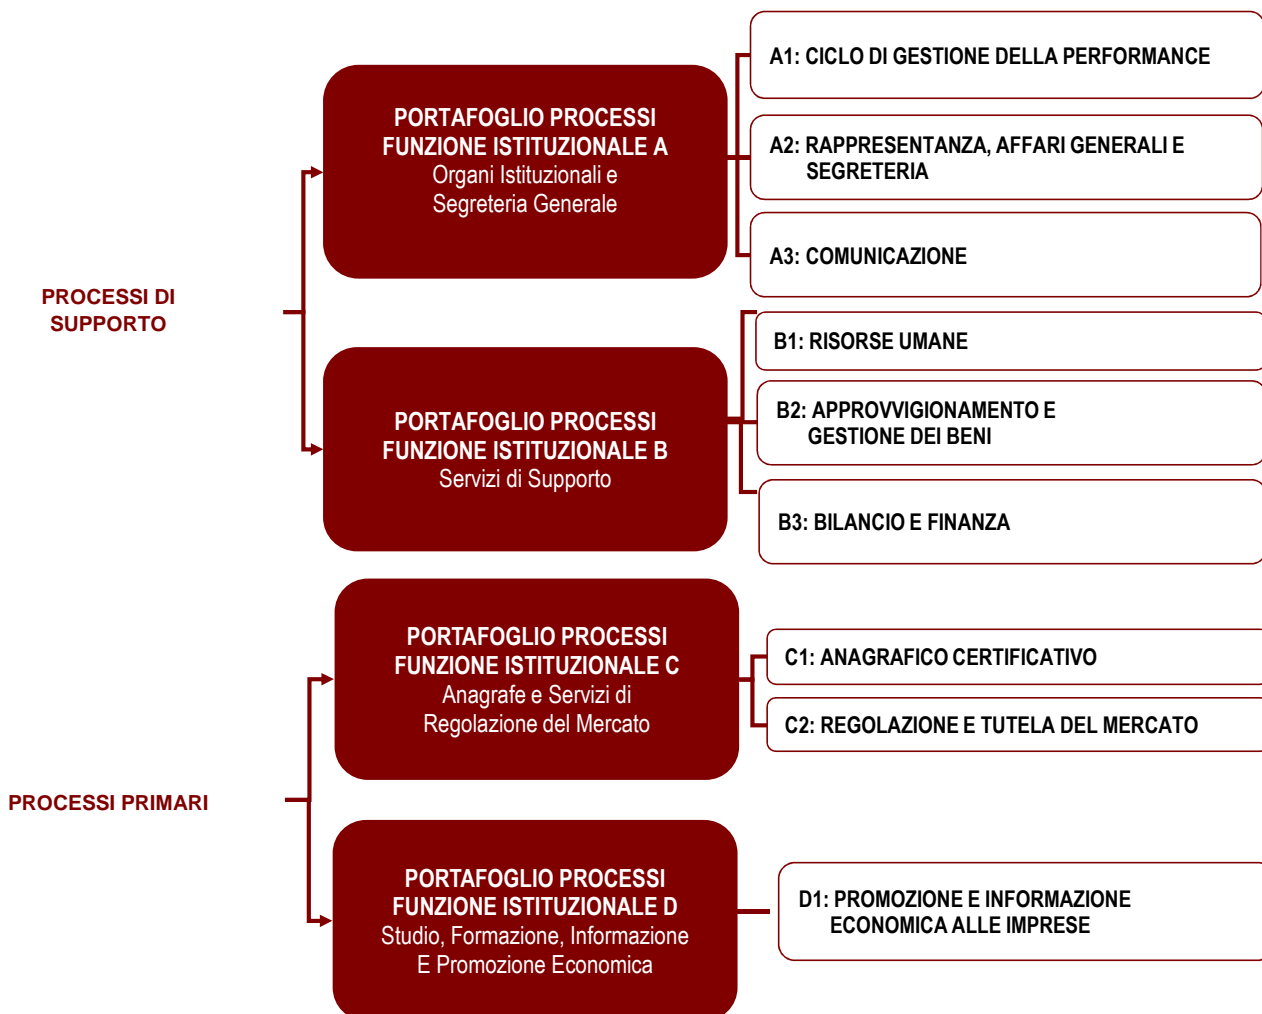 PROCESSI DI
SUPPORTO
PORTAFOGLIO PROCESSI
FUNZIONE ISTITUZIONALE A
Organi Istituzionali e
Segreteria Generale
A1: CICLO DI GESTIONE DELLA PERFORMANCE
A2: RAPPRESENTANZA, AFFARI GENERALI E
SEGRETERIA
A3: COMUNICAZIONE
PORTAFOGLIO PROCESSI
FUNZIONE ISTITUZIONALE B
Servizi di Supporto
B1: RISORSE UMANE
B2: APPROVVIGIONAMENTO E
GESTIONE DEI BENI
B3: BILANCIO E FINANZA
PROCESSI PRIMARI
PORTAFOGLIO PROCESSI
FUNZIONE ISTITUZIONALE C
Anagrafe e Servizi di
Regolazione del Mercato
C1: ANAGRAFICO CERTIFICATIVO
C2: REGOLAZIONE E TUTELA DEL MERCATO
PORTAFOGLIO PROCESSI
FUNZIONE ISTITUZIONALE D
Studio, Formazione, Informazione
E Promozione Economica
D1: PROMOZIONE E INFORMAZIONE
ECONOMICA ALLE IMPRESE